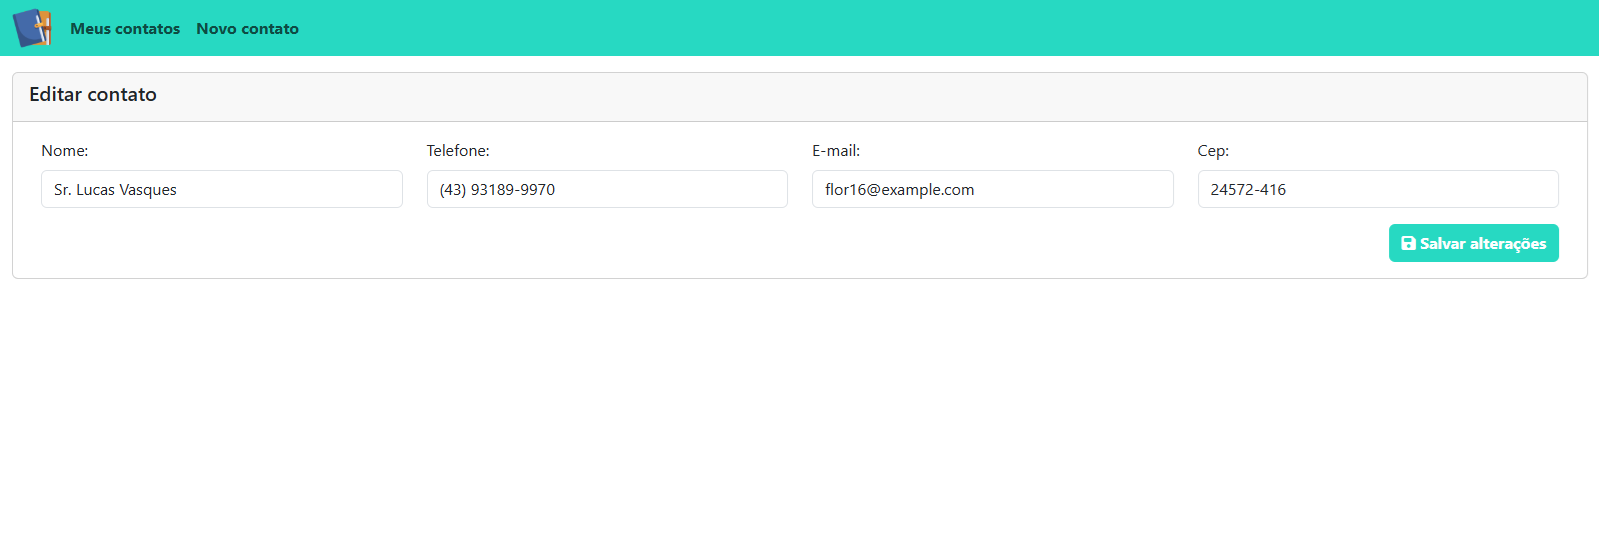 Meus contatos Novo contato
Editar contato
Nome: Telefone: E-mail: Cep:
Sr. Lucas Vasques (43) 93189-9970 flor16@example.com 24572-416
Salvar alterações